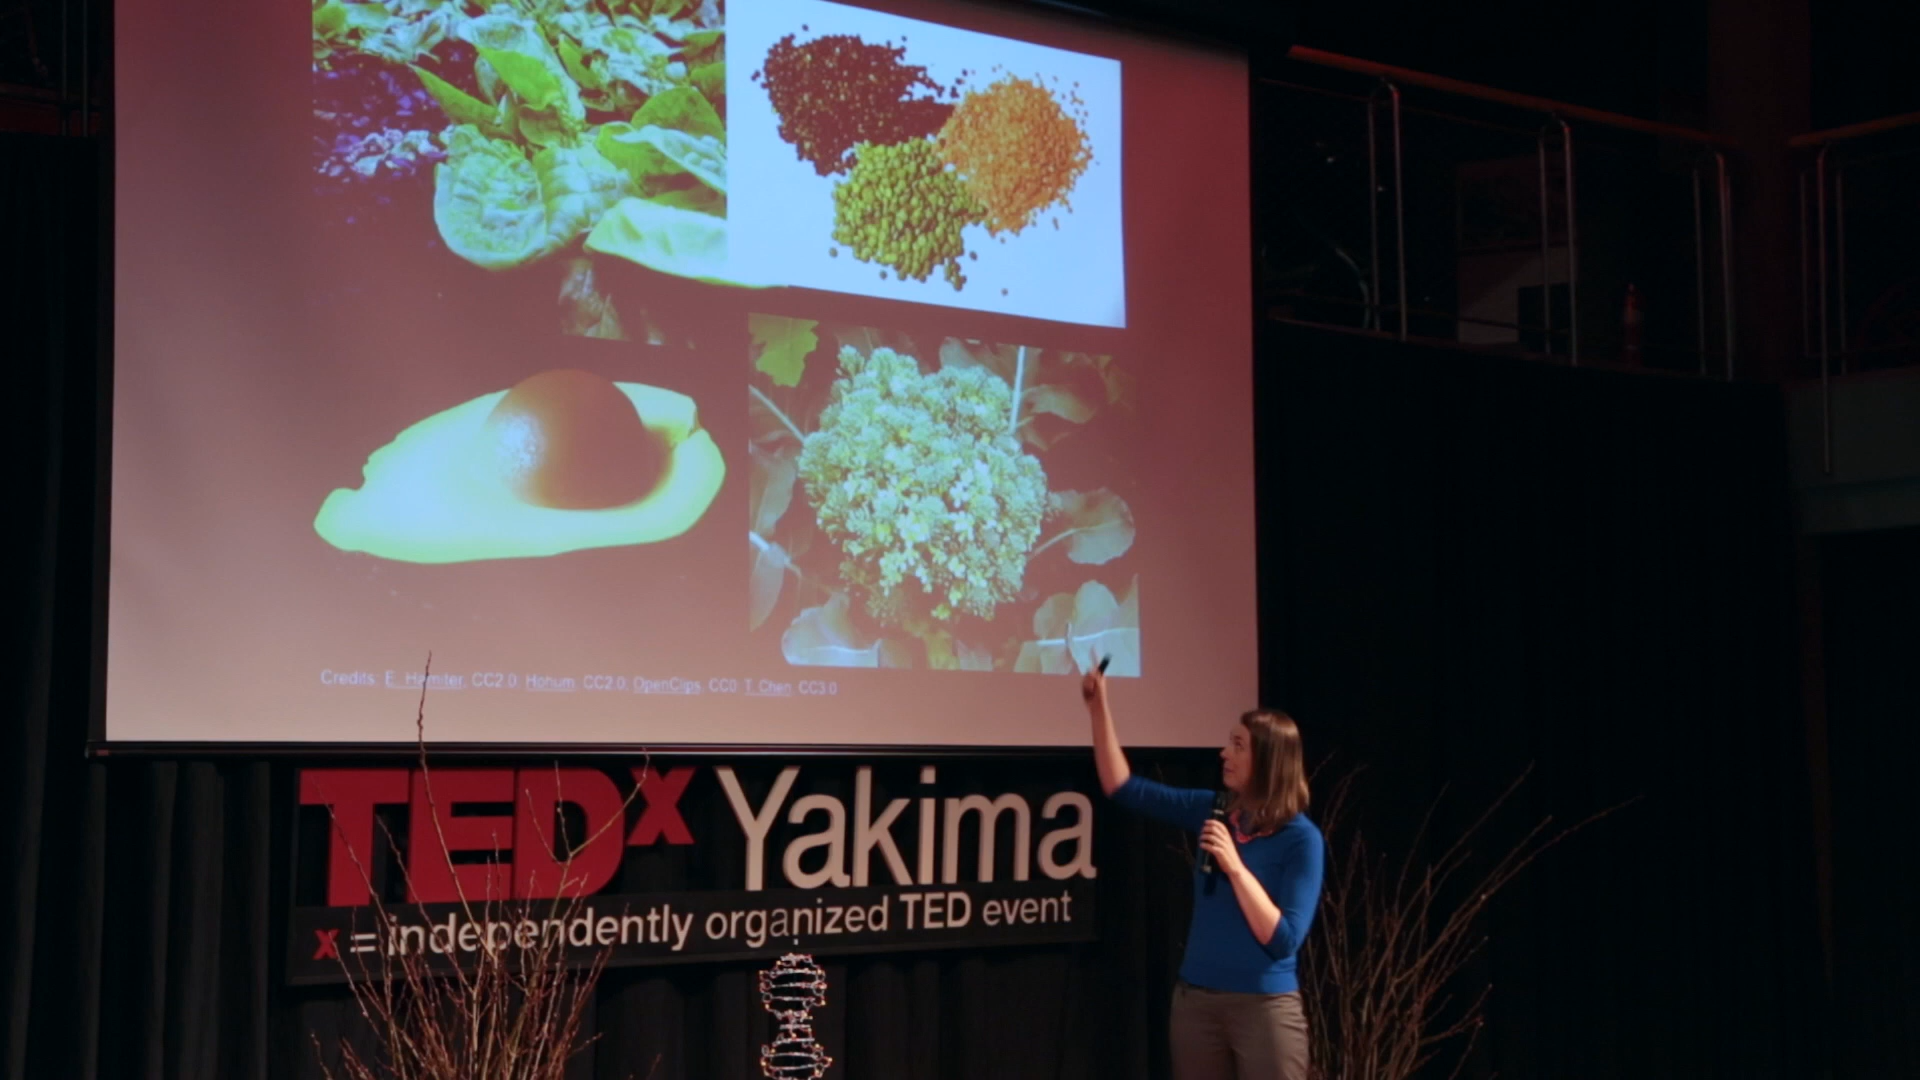 Credits: E. Hamiter, CC2.0; Hohum, CC2.0; OpenClips, CC0; T. Chen, CC3.0
TEDx Yakima
x = independently organized TED event